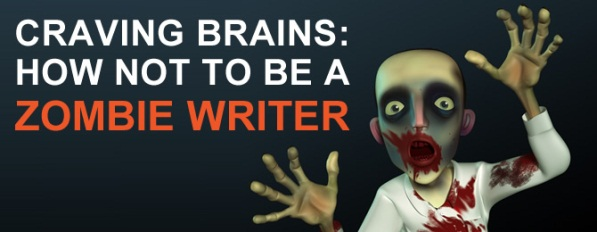 CRAVING BRAINS:
HOW NOT TO BE A
ZOMBIE WRITER